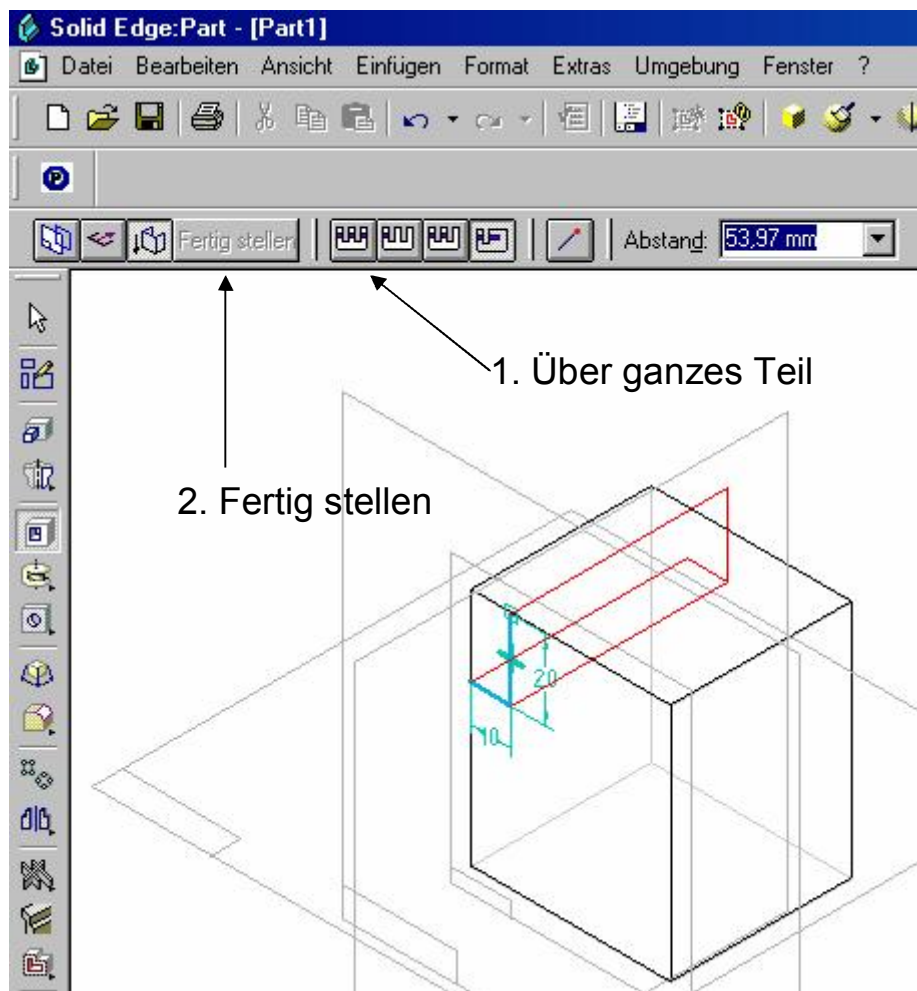 Solid Edge:Part - [Part1]
Datei Bearbeiten Ansicht Einfügen Format Extras Umgebung Fenster ?
P
Fertig stellen Abstand: 53,97 mm
1. Über ganzes Teil
2. Fertig stellen
20
10